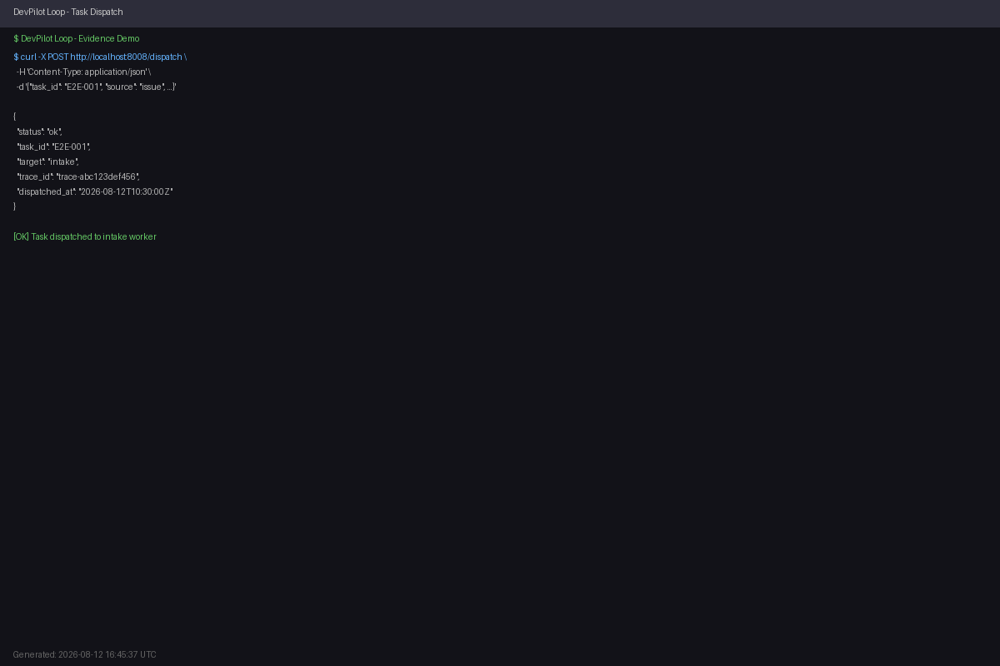 DevPilot Loop - Task Dispatch
$ DevPilot Loop - Evidence Demo
$ curl -X POST http://localhost:8008/dispatch \
-H 'Content-Type: application/json' \
-d '{"task_id": "E2E-001", "source": "issue", ...}'
{
"status": "ok",
"task_id": "E2E-001",
"target": "intake",
"trace_id": "trace-abc123def456",
"dispatched_at": "2026-08-12T10:30:00Z"
}
[OK] Task dispatched to intake worker
Generated: 2026-08-12 16:45:37 UTC